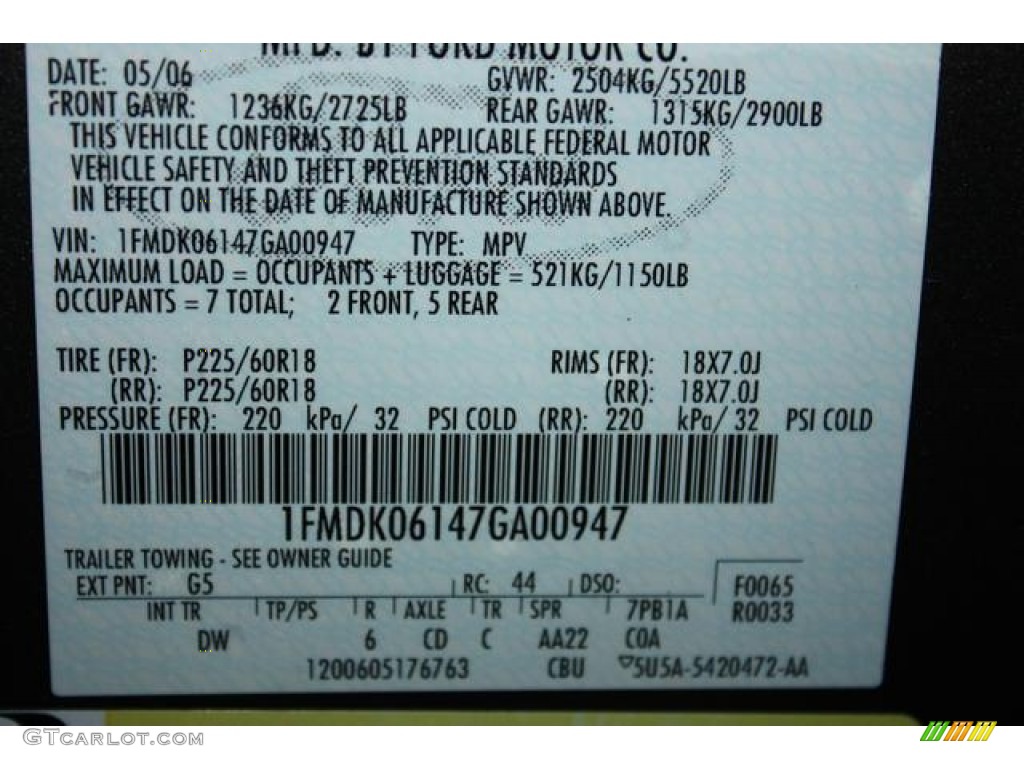 MFD. BY FORD MOTOR CO.
DATE: 05/06 GVWR: 2504KG/5520LB
FRONT GAWR: 1236KG/2725LB REAR GAWR: 1315KG/2900LB
THIS VEHICLE CONFORMS TO ALL APPLICABLE FEDERAL MOTOR
VEHICLE SAFETY AND THEFT PREVENTION STANDARDS
IN EFFECT ON THE DATE OF MANUFACTURE SHOWN ABOVE.
VIN: 1FMDK06147GA00947 TYPE: MPV
MAXIMUM LOAD = OCCUPANTS + LUGGAGE = 521KG/1150LB
OCCUPANTS = 7 TOTAL; 2 FRONT, 5 REAR
TIRE (FR): P225/60R18 RIMS (FR): 18X7.0J
(RR): P225/60R18 (RR): 18X7.0J
PRESSURE (FR): 220 kPa/ 32 PSI COLD (RR): 220 kPa/ 32 PSI COLD
1FMDK06147GA00947
TRAILER TOWING - SEE OWNER GUIDE
EXT PNT: G5 RC: 44 DSO: F0065
INT TR TP/PS R AXLE TR SPR 7PB1A R0033
DW 6 CD C AA22 COA
1200605176763 CBU 5U5A-5420472-AA
GTCarLot.com